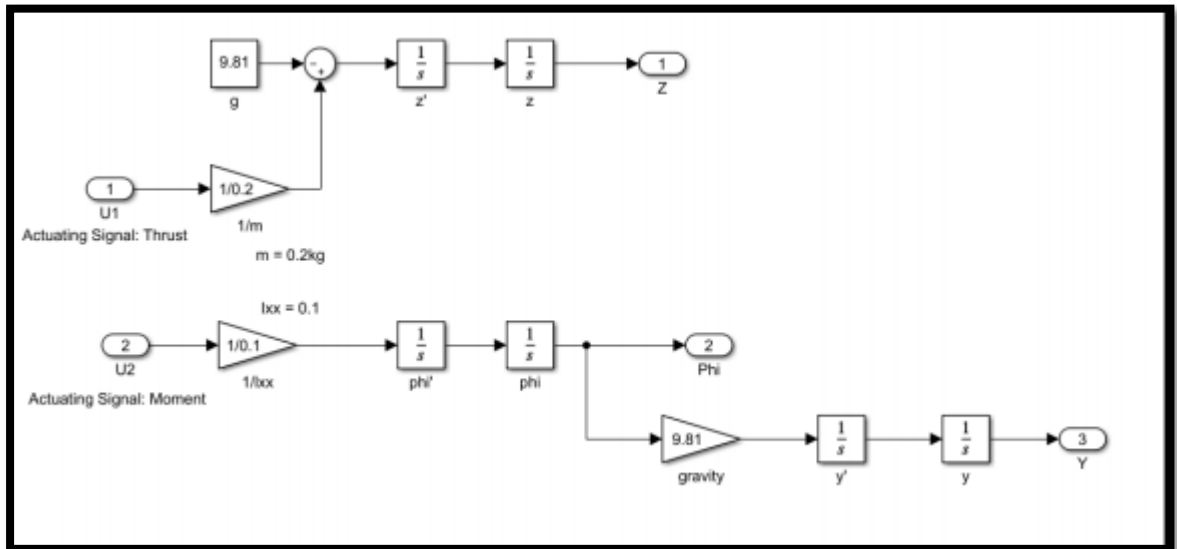 9.81
g
- +
1
s
z'
1
s
z
1
Z
1
U1
Actuating Signal: Thrust
1/0.2
1/m
m = 0.2kg
Ixx = 0.1
2
U2
Actuating Signal: Moment
1/0.1
1/Ixx
1
s
phi'
1
s
phi
2
Phi
9.81
gravity
1
s
y'
1
s
y
3
Y